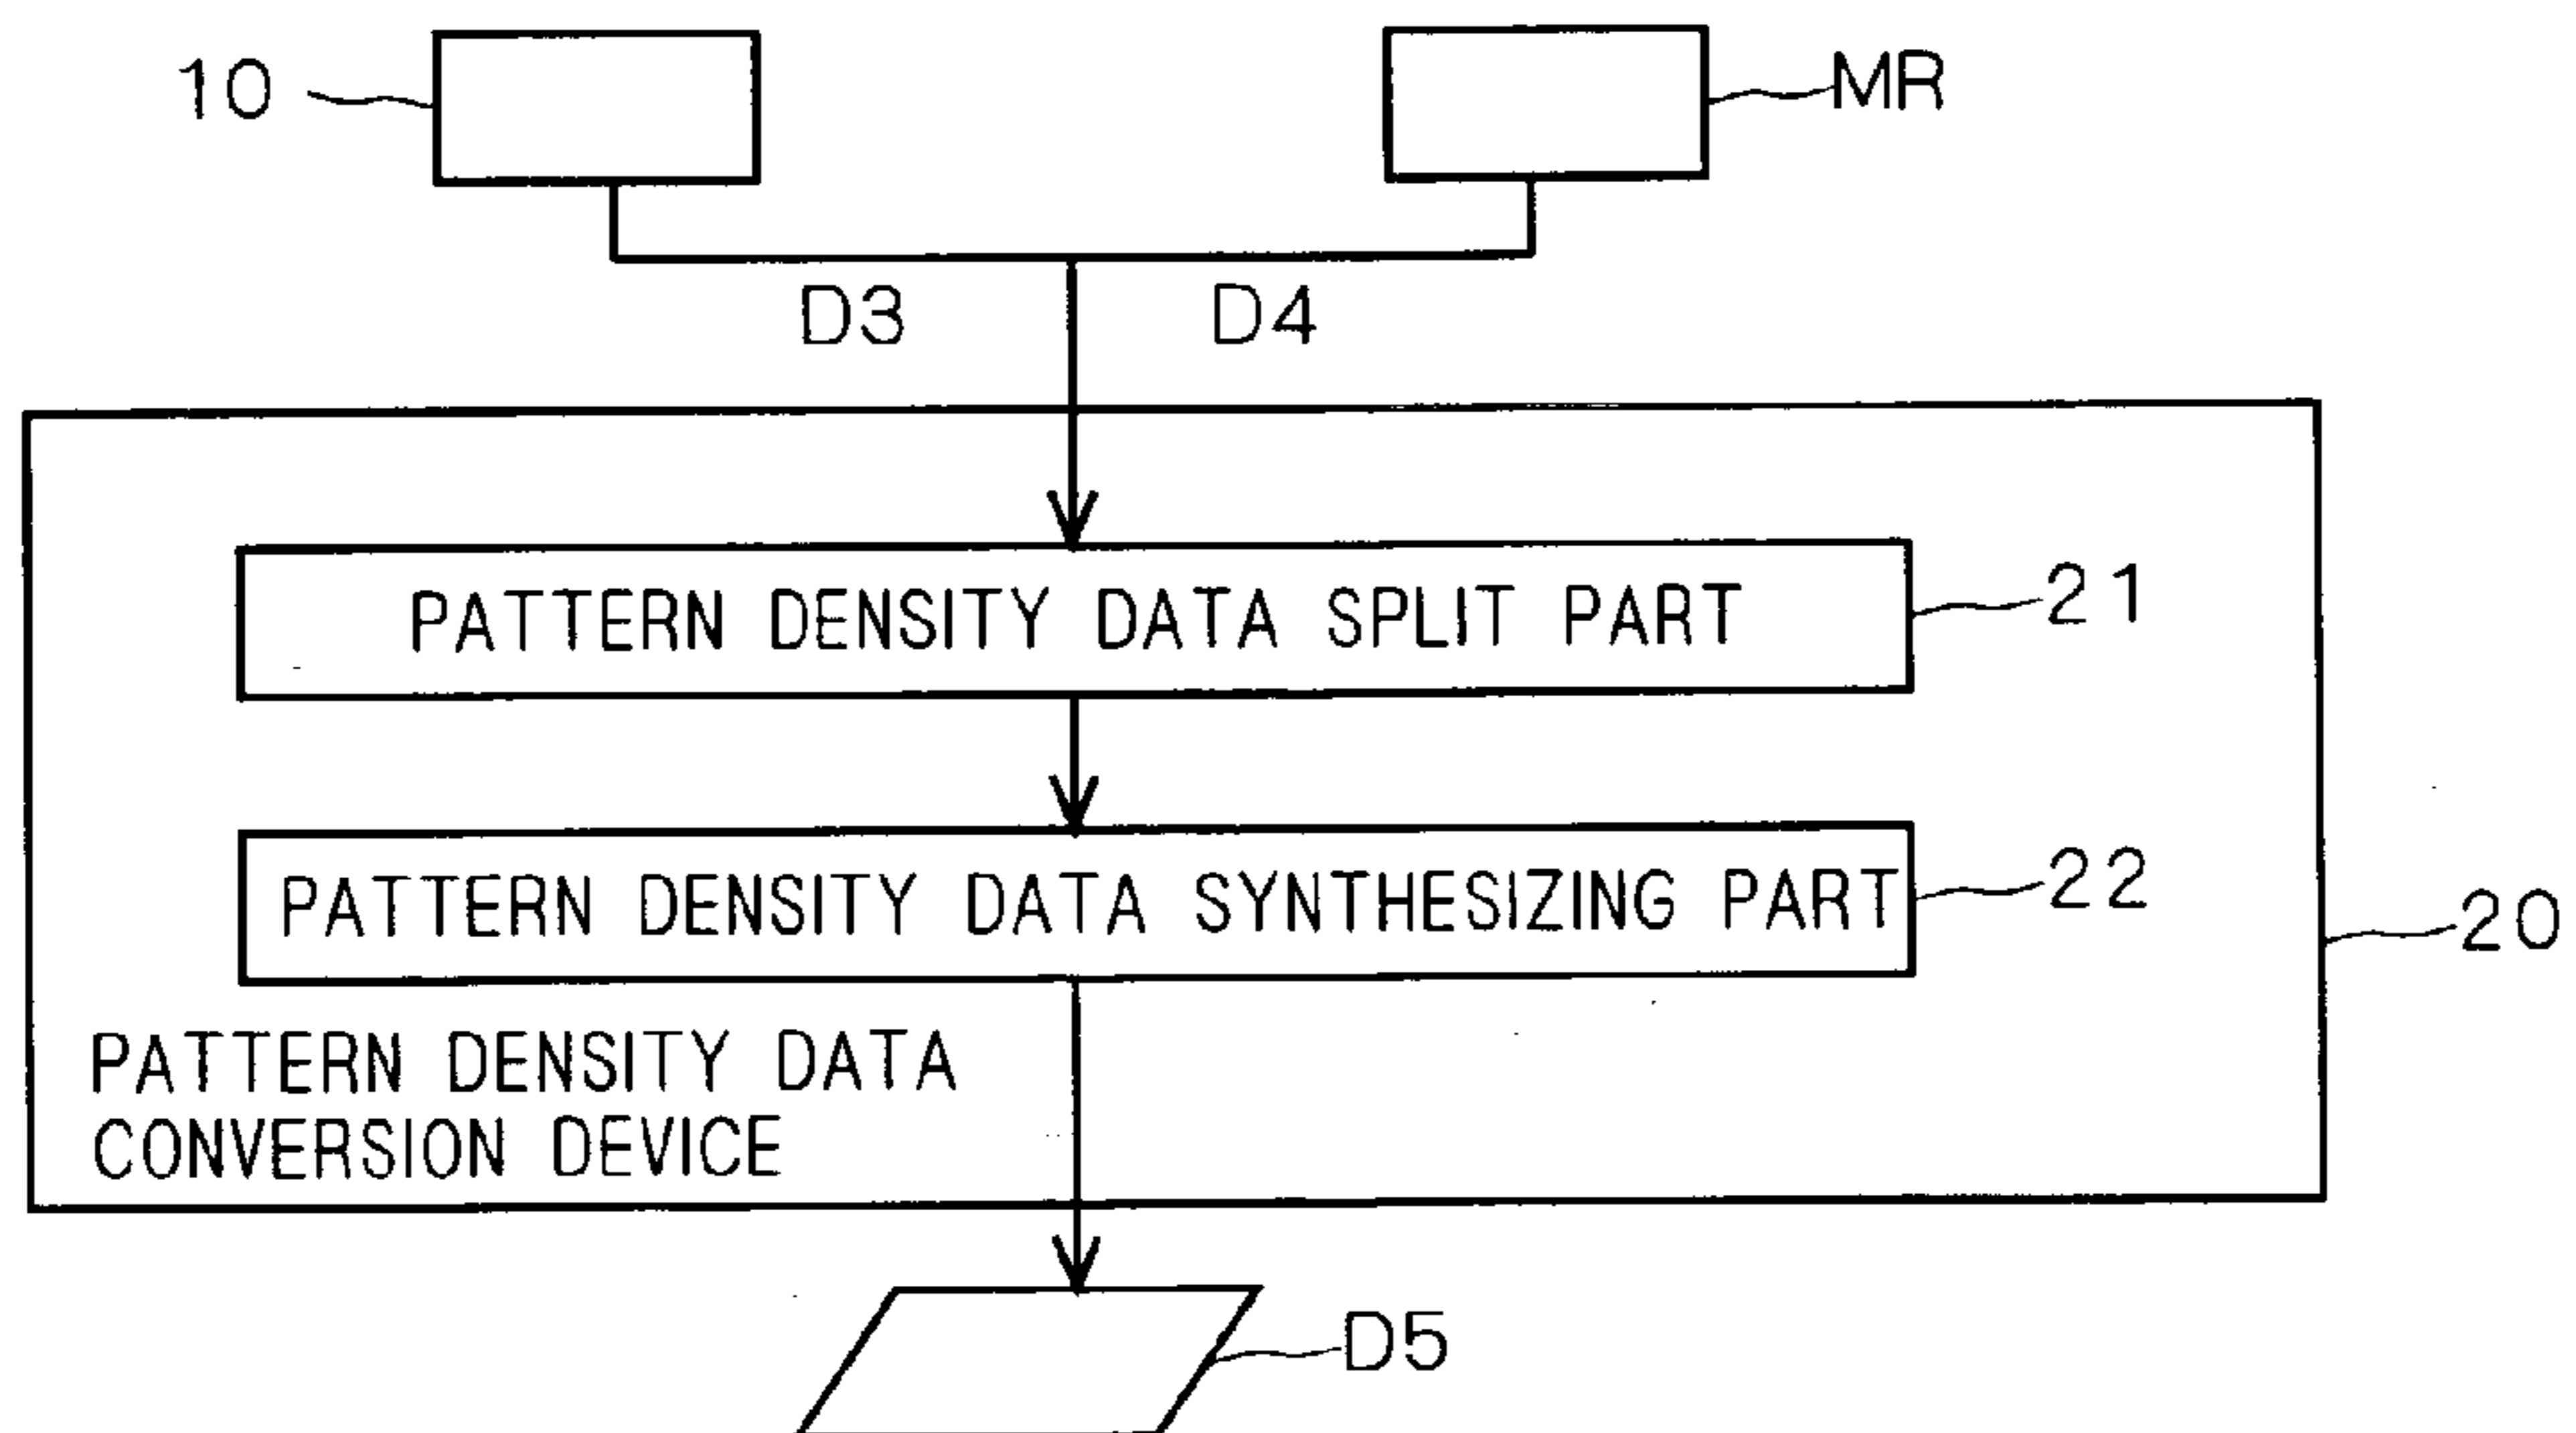 10
MR
D3
D4
PATTERN DENSITY DATA SPLIT PART
21
PATTERN DENSITY DATA SYNTHESIZING PART
22
20
PATTERN DENSITY DATA
CONVERSION DEVICE
D5